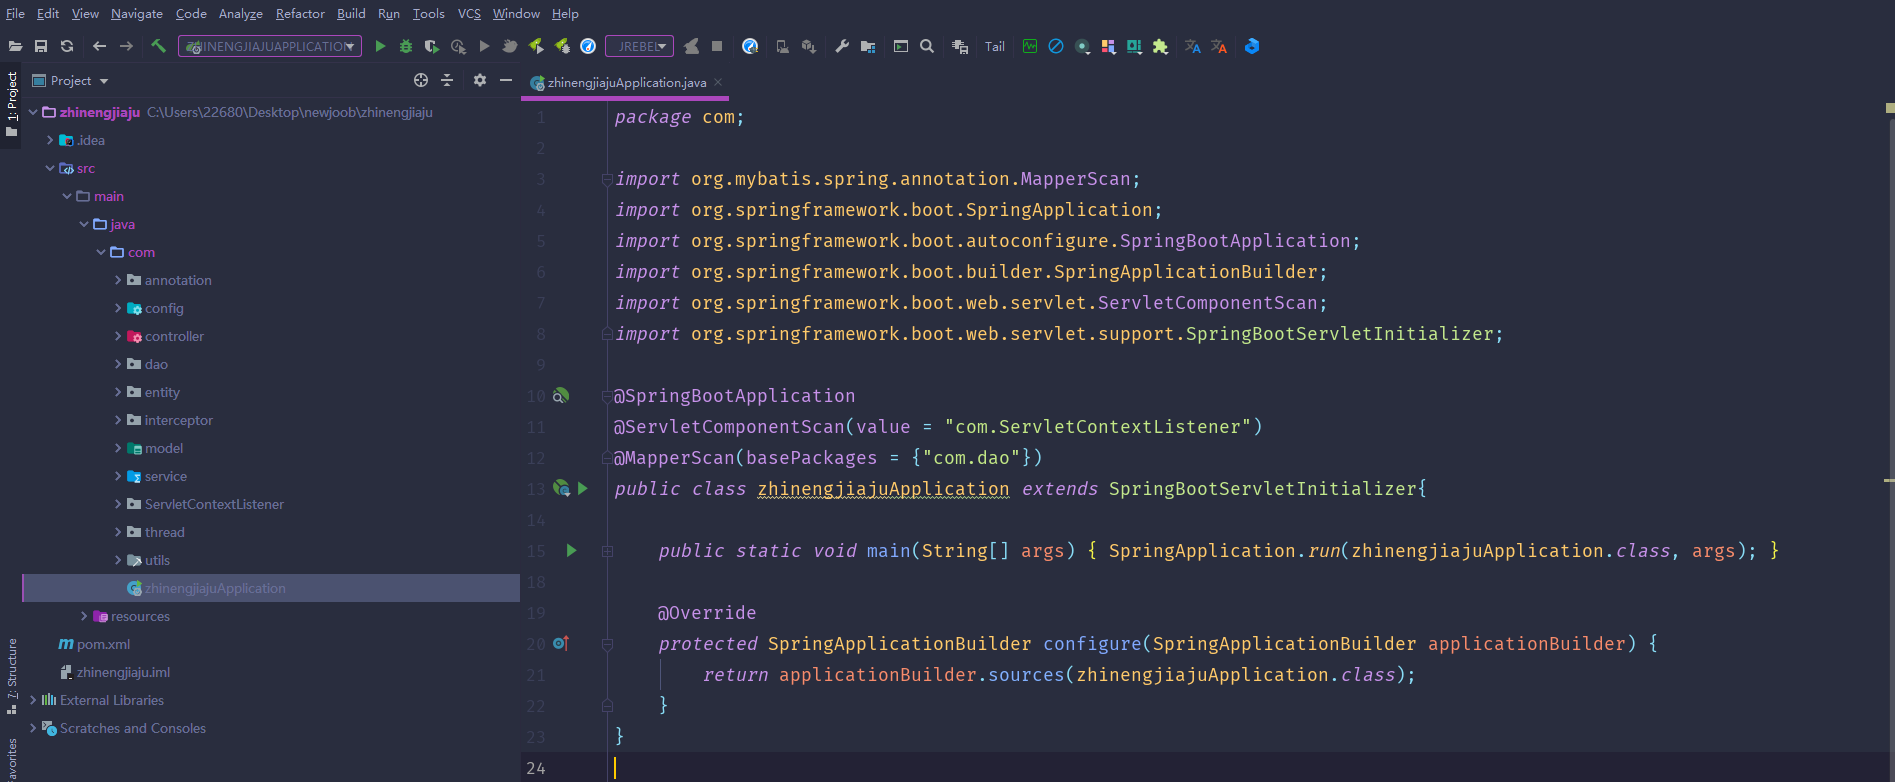 File Edit View Navigate Code Analyze Refactor Build Run Tools VCS Window Help
ZHINENGJIAJUAPPLICATION JREBEL Tail
1: Project
Project
zhinengjiajuApplication.java
zhinengjiaju C:\Users\22680\Desktop\newjoob\zhinengjiaju
.idea
src
main
java
com
annotation
config
controller
dao
entity
interceptor
model
service
ServletContextListener
thread
utils
zhinengjiajuApplication
resources
pom.xml
zhinengjiaju.iml
External Libraries
Scratches and Consoles
7: Structure
1 package com;
2
3 import org.mybatis.spring.annotation.MapperScan;
4 import org.springframework.boot.SpringApplication;
5 import org.springframework.boot.autoconfigure.SpringBootApplication;
6 import org.springframework.boot.builder.SpringApplicationBuilder;
7 import org.springframework.boot.web.servlet.ServletComponentScan;
8 import org.springframework.boot.web.servlet.support.SpringBootServletInitializer;
9
10 @SpringBootApplication
11 @ServletComponentScan(value = "com.ServletContextListener")
12 @MapperScan(basePackages = {"com.dao"})
13 public class zhinengjiajuApplication extends SpringBootServletInitializer{
14
15 public static void main(String[] args) { SpringApplication.run(zhinengjiajuApplication.class, args); }
18
19 @Override
20 protected SpringApplicationBuilder configure(SpringApplicationBuilder applicationBuilder) {
21 return applicationBuilder.sources(zhinengjiajuApplication.class);
22 }
23 }
24